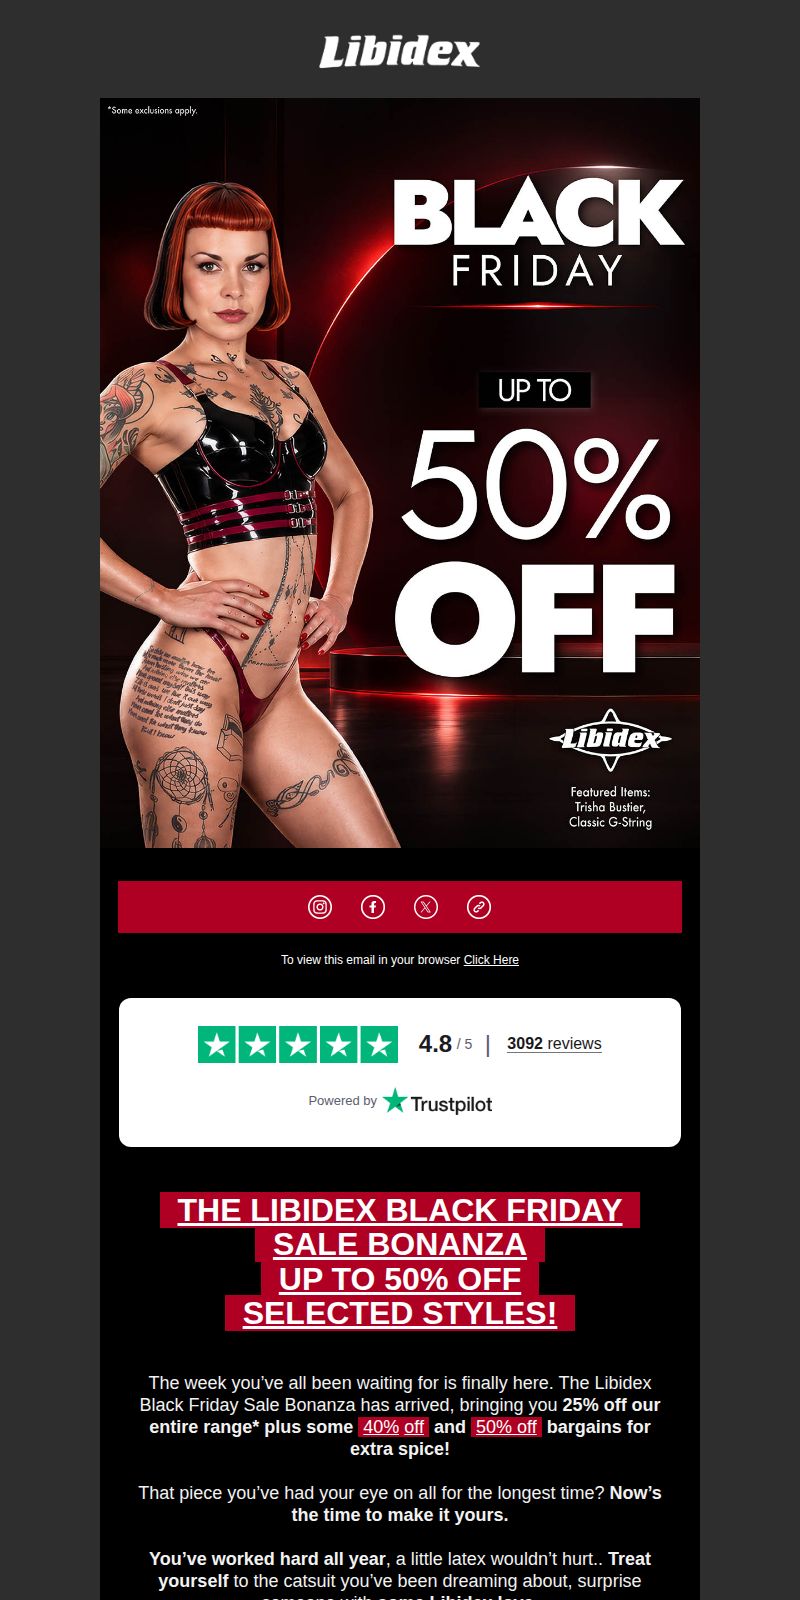 Libidex
*Some exclusions apply.
BLACK
FRIDAY
UP TO
50%
OFF
Libidex
Featured Items:
Trisha Bustier,
Classic G-String
To view this email in your browser Click Here
4.8 / 5 | 3092 reviews
Powered by Trustpilot
THE LIBIDEX BLACK FRIDAY
SALE BONANZA
UP TO 50% OFF
SELECTED STYLES!
The week you’ve all been waiting for is finally here. The Libidex
Black Friday Sale Bonanza has arrived, bringing you 25% off our
entire range* plus some 40% off and 50% off bargains for
extra spice!
That piece you’ve had your eye on all for the longest time? Now’s
the time to make it yours.
You’ve worked hard all year, a little latex wouldn’t hurt.. Treat
yourself to the catsuit you’ve been dreaming about, surprise